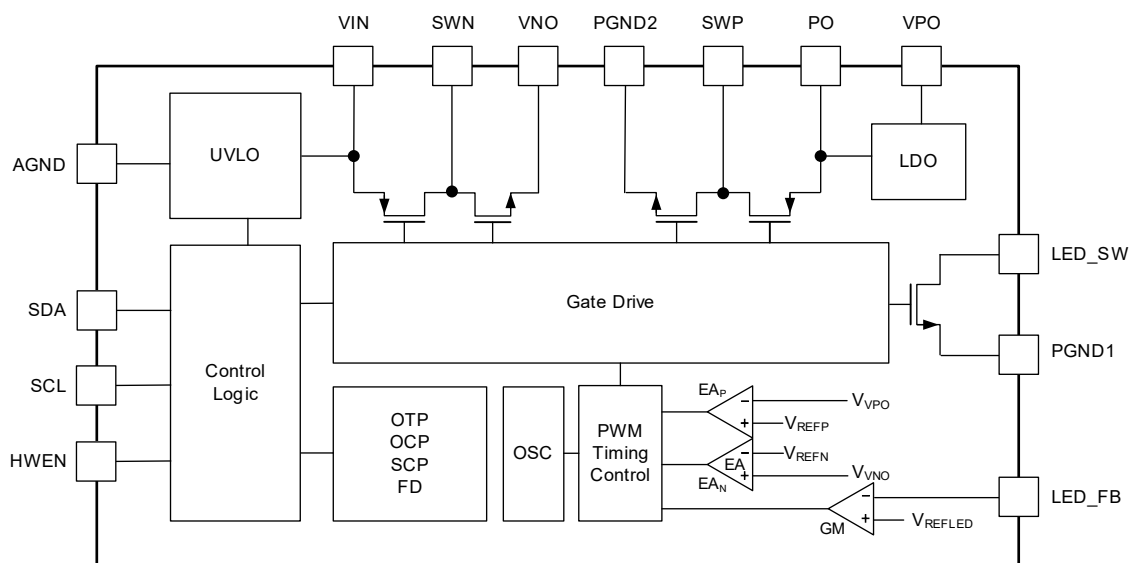 VIN SWN VNO PGND2 SWP PO VPO
AGND
UVLO
LDO
LED_SW
SDA
Gate Drive
PGND1
SCL
Control
Logic
HWEN
OTP
OCP
SCP
FD
OSC
PWM
Timing
Control
EAP
−
+
VVPO
VREFP
EA
EAN
−
+
VREFN
VVNO
GM
−
+
LED_FB
VREFLED